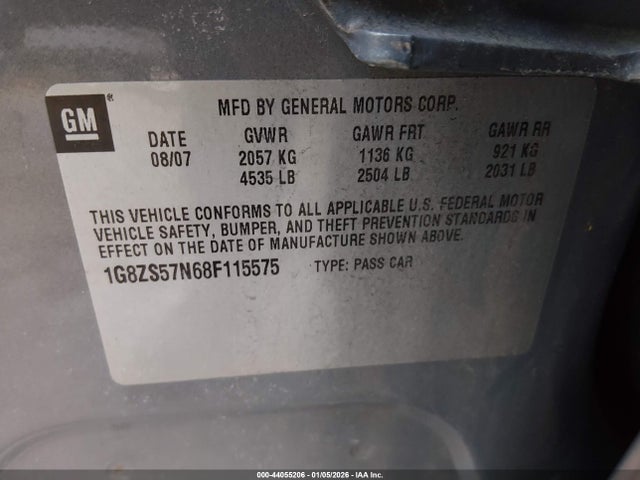 GM ®
MFD BY GENERAL MOTORS CORP.
DATE GVWR GAWR FRT GAWR RR
08/07 2057 KG 1136 KG 921 KG
4535 LB 2504 LB 2031 LB
THIS VEHICLE CONFORMS TO ALL APPLICABLE U.S. FEDERAL MOTOR
VEHICLE SAFETY, BUMPER, AND THEFT PREVENTION STANDARDS IN
EFFECT ON THE DATE OF MANUFACTURE SHOWN ABOVE.
1G8ZS57N68F115575 TYPE: PASS CAR
000-44055206 - 01/05/2026 - IAA Inc.